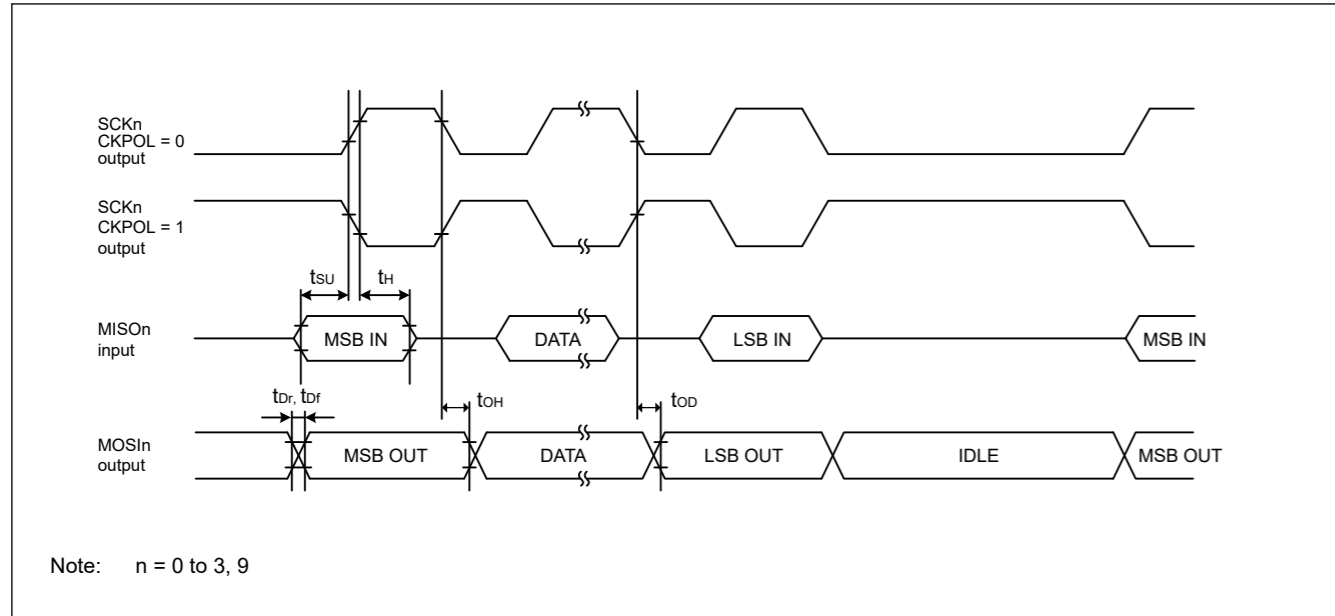 SCKn
CKPOL = 0
output
SCKn
CKPOL = 1
output
tSU
tH
MISOn
input
MSB IN
DATA
LSB IN
MSB IN
tDr, tDf
tOH
tOD
MOSIn
output
MSB OUT
DATA
LSB OUT
IDLE
MSB OUT
Note: n = 0 to 3, 9